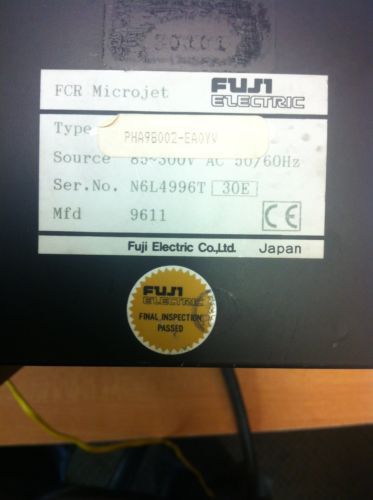 FCR Microjet FUJI ELECTRIC
Type PHA9B002-EA0YV
Source 85~300V AC 50/60Hz
Ser.No. N6L4996T 30E
Mfd 9611 CE
Fuji Electric Co.,Ltd. Japan
FUJI
ELECTRIC
FINAL INSPECTION
PASSED